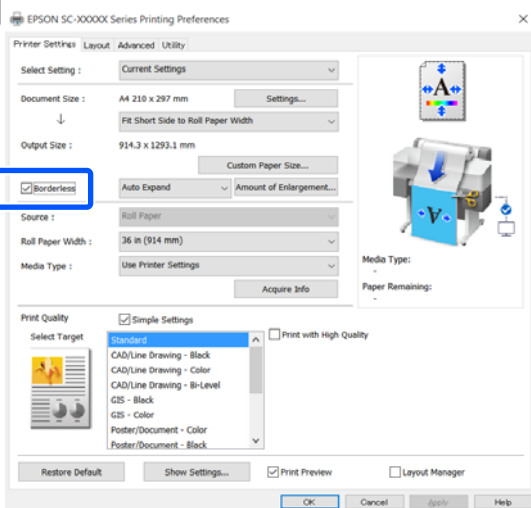 EPSON SC-XXXXX Series Printing Preferences
Printer Settings Layout Advanced Utility
Select Setting : Current Settings
Document Size : A4 210 x 297 mm Settings...
Fit Short Side to Roll Paper Width
Output Size : 914.3 x 1293.1 mm
Custom Paper Size...
Borderless Auto Expand Amount of Enlargement...
Source : Roll Paper
Roll Paper Width : 36 in (914 mm)
Media Type : Use Printer Settings
Acquire Info
A
V
Media Type:
-
Paper Remaining:
-
Print Quality Simple Settings
Select Target
Standard
CAD/Line Drawing - Black
CAD/Line Drawing - Color
CAD/Line Drawing - Bi-Level
GIS - Black
GIS - Color
Poster/Document - Color
Poster/Document - Black
Print with High Quality
Restore Default Show Settings... Print Preview Layout Manager
OK Cancel Apply Help